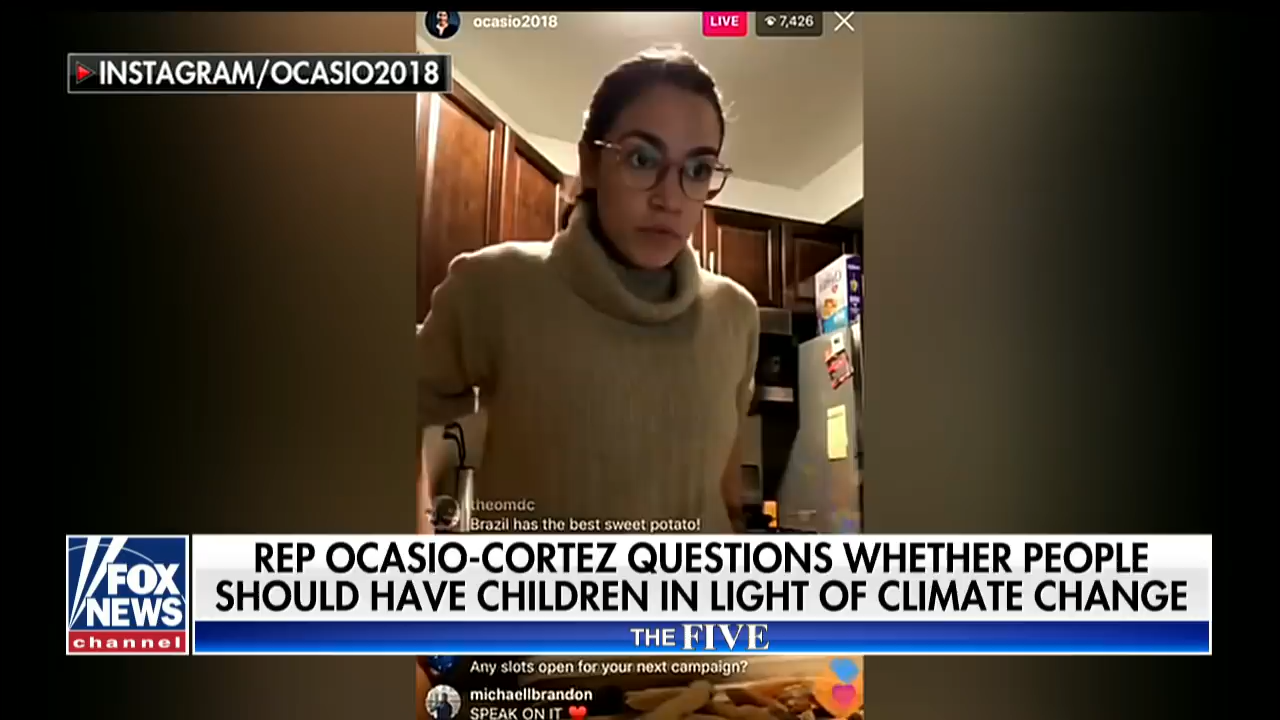 ocasio2018
LIVE
7,426
INSTAGRAM/OCASIO2018
theomdc
Brazil has the best sweet potato!
REP OCASIO-CORTEZ QUESTIONS WHETHER PEOPLE
SHOULD HAVE CHILDREN IN LIGHT OF CLIMATE CHANGE
FOX
NEWS
channel
THE FIVE
Any slots open for your next campaign?
michaellbrandon
SPEAK ON IT ❤️